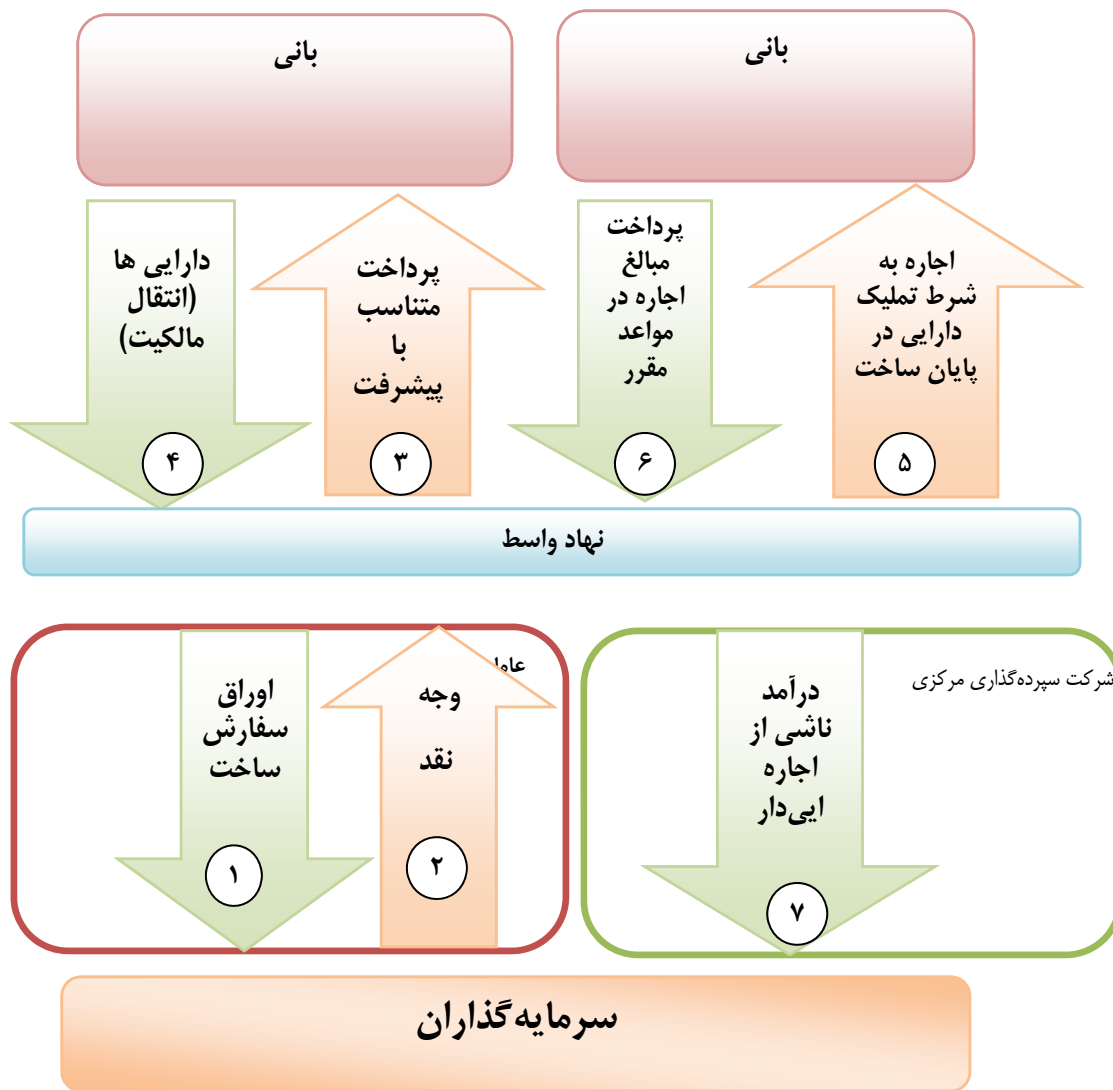 بانی
بانی
اجاره به
شرط تملیک
دارایی در
پایان ساخت
۵
پرداخت
مبالغ
اجاره در
مواعد
مقرر
۶
پرداخت
متناسب
با
پیشرفت
۳
دارایی ها
(انتقال
مالکیت)
۴
نهاد واسط
شرکت سپرده‌گذاری مرکزی
درآمد
ناشی از
اجاره
ایی‌دار
۷
وجه
نقد
۲
اوراق
سفارش
ساخت
۱
سرمایه‌گذاران